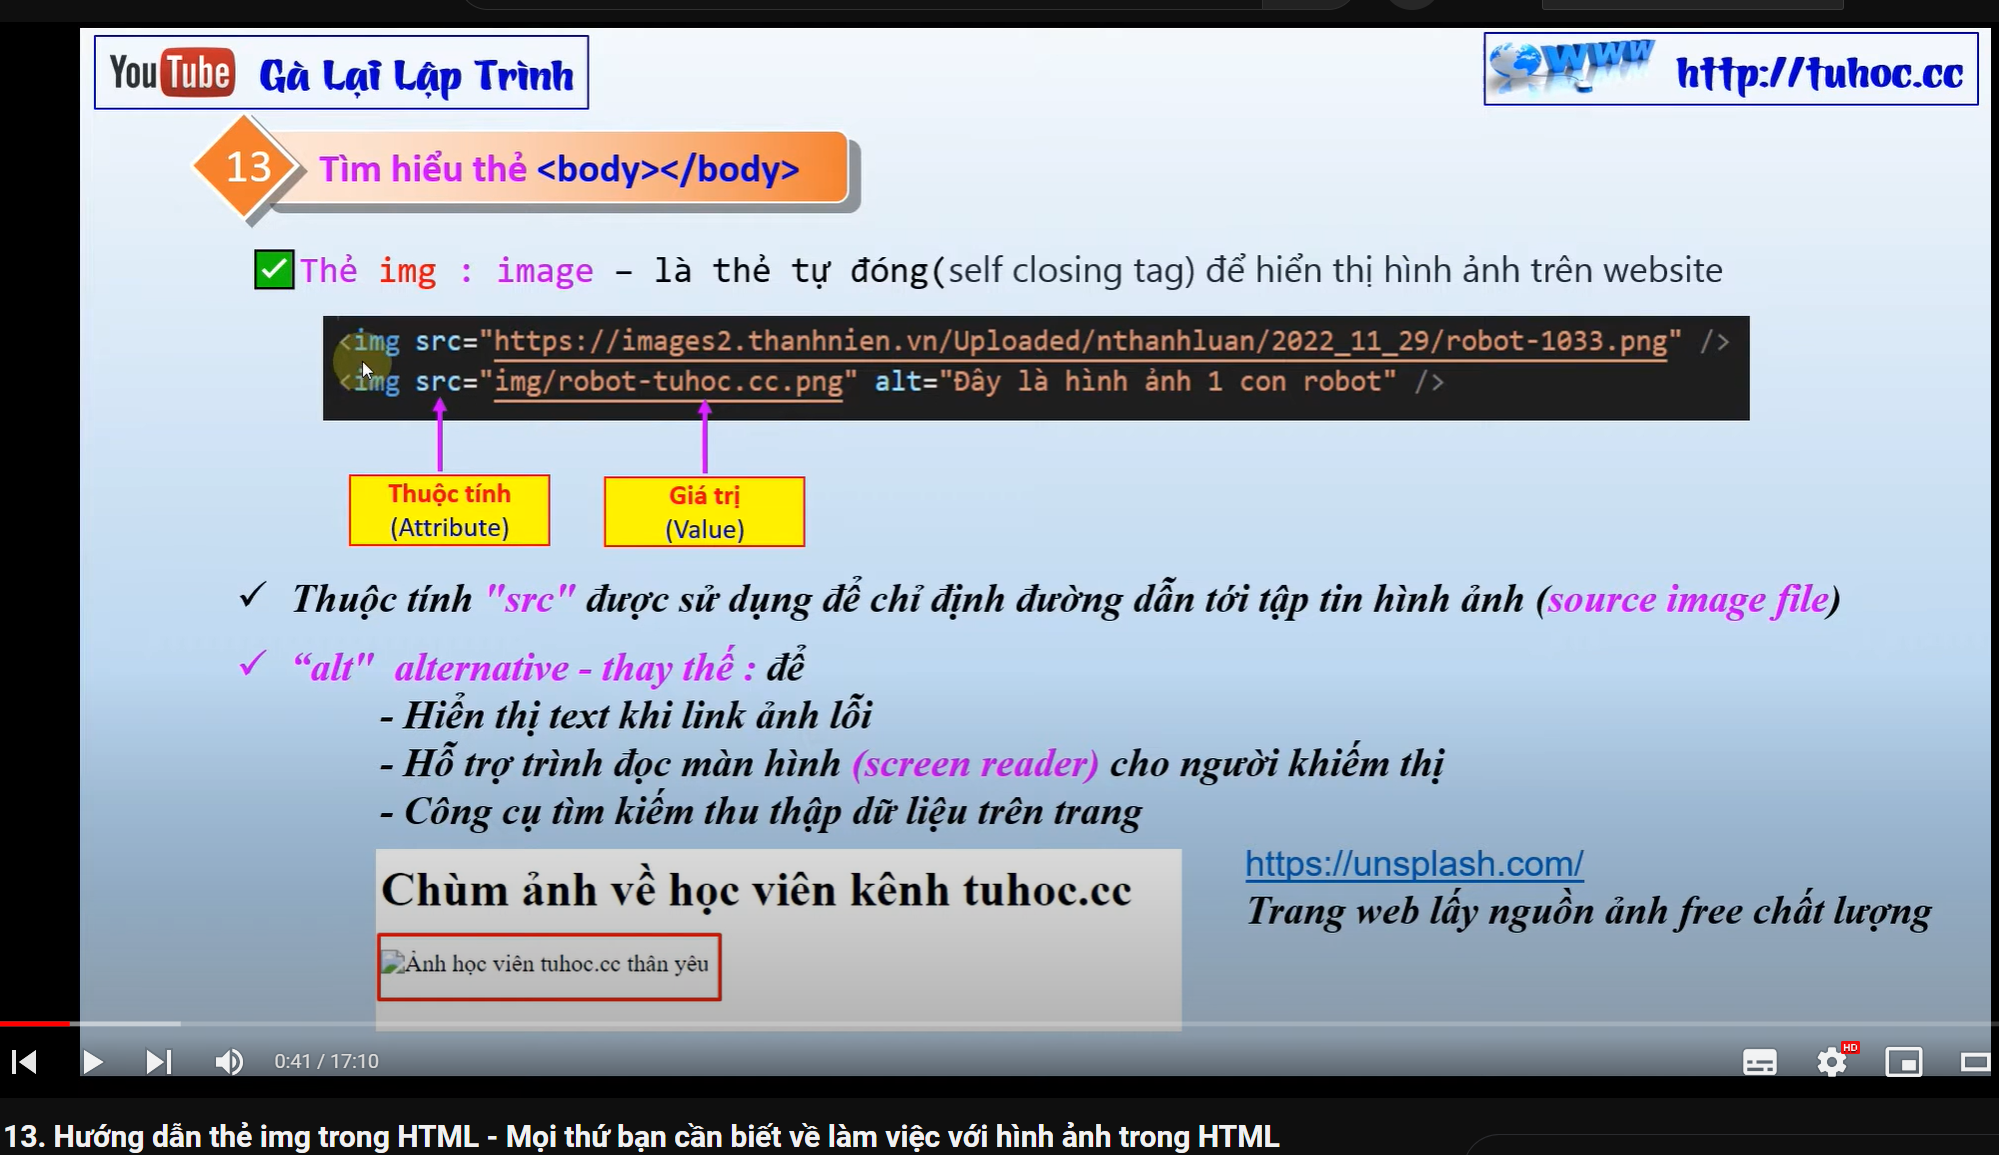 YouTube Gà Lại Lập Trình
WWW http://tuhoc.cc
13 Tìm hiểu thẻ <body></body>
Thẻ img : image – là thẻ tự đóng(self closing tag) để hiển thị hình ảnh trên website
<img src="https://images2.thanhnien.vn/Uploaded/nthanhluan/2022_11_29/robot-1033.png" />
<img src="img/robot-tuhoc.cc.png" alt="Đây là hình ảnh 1 con robot" />
Thuộc tính
(Attribute)
Giá trị
(Value)
✓ Thuộc tính "src" được sử dụng để chỉ định đường dẫn tới tập tin hình ảnh (source image file)
✓ “alt" alternative - thay thế : để
- Hiển thị text khi link ảnh lỗi
- Hỗ trợ trình đọc màn hình (screen reader) cho người khiếm thị
- Công cụ tìm kiếm thu thập dữ liệu trên trang
Chùm ảnh về học viên kênh tuhoc.cc
Ảnh học viên tuhoc.cc thân yêu
https://unsplash.com/
Trang web lấy nguồn ảnh free chất lượng
0:41 / 17:10
HD
13. Hướng dẫn thẻ img trong HTML - Mọi thứ bạn cần biết về làm việc với hình ảnh trong HTML